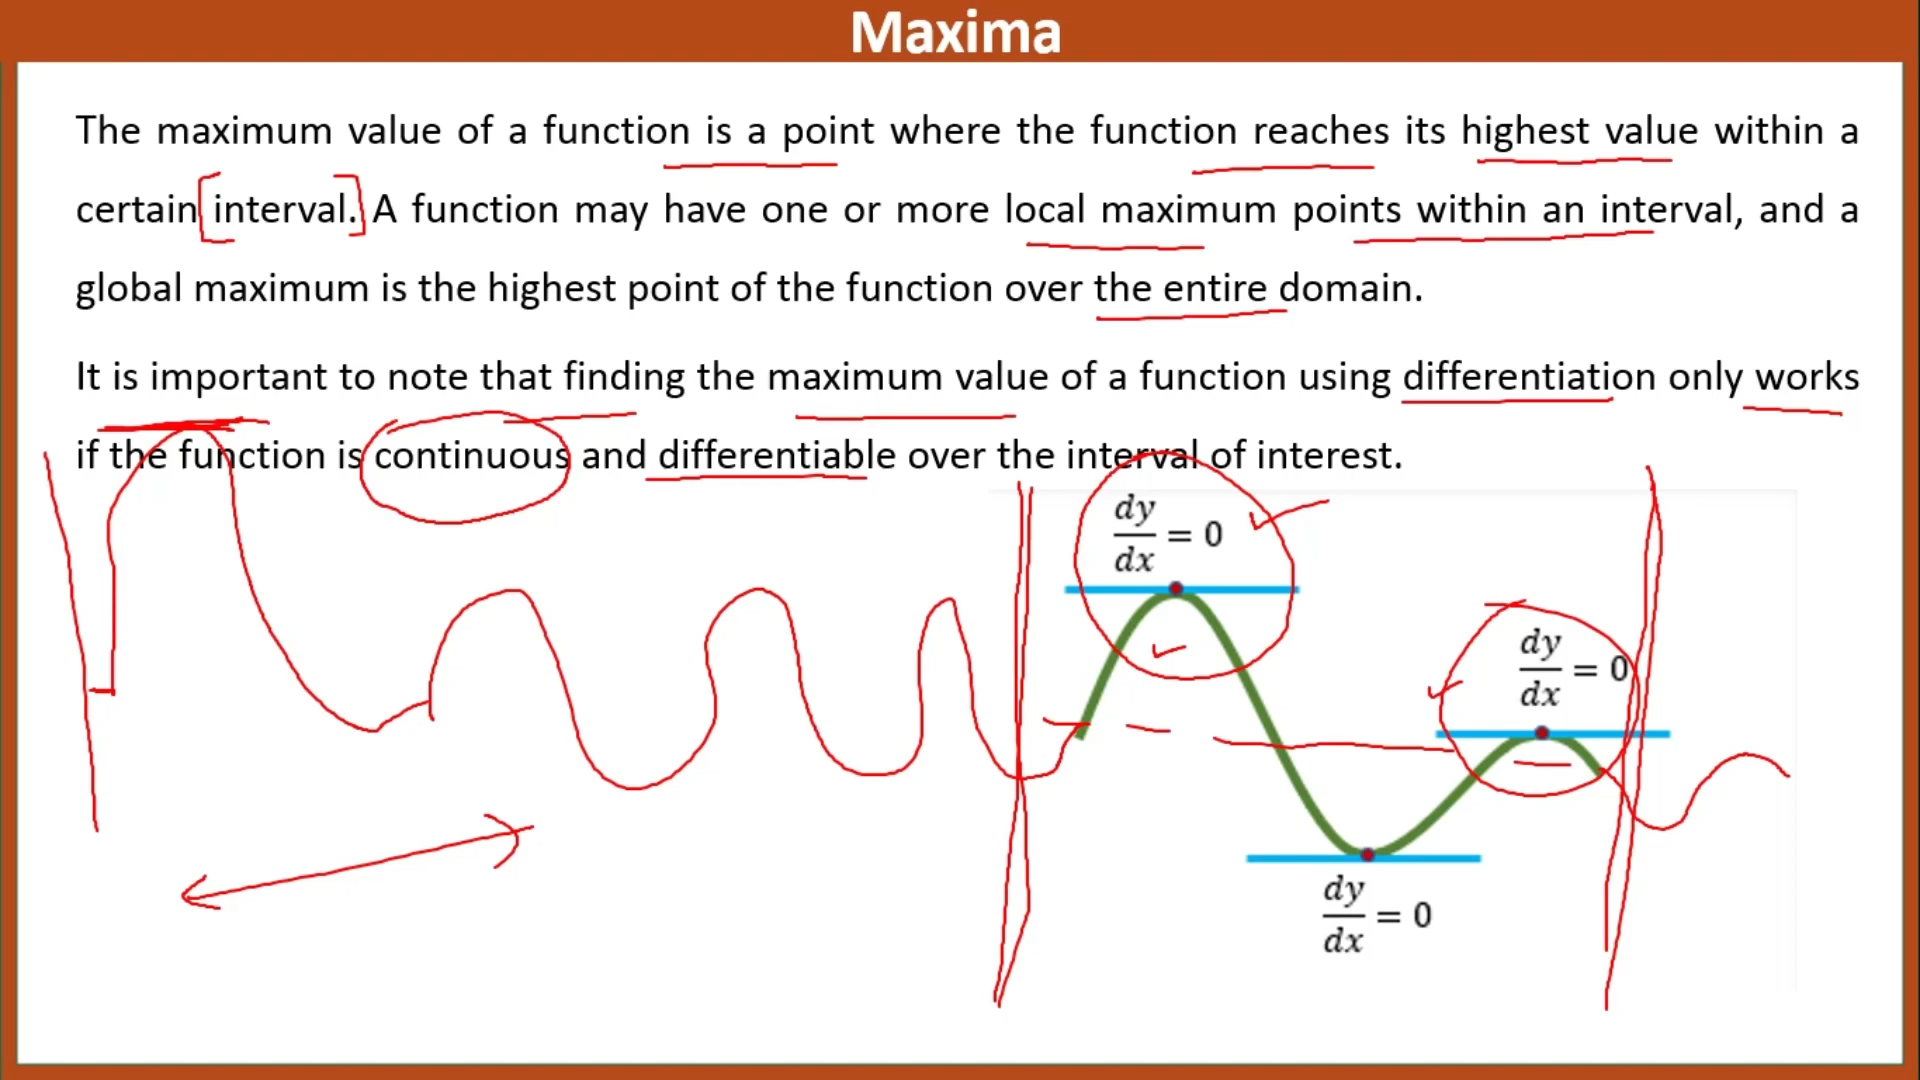 Maxima
The maximum value of a function is a point where the function reaches its highest value within a
certain interval. A function may have one or more local maximum points within an interval, and a
global maximum is the highest point of the function over the entire domain.
It is important to note that finding the maximum value of a function using differentiation only works
if the function is continuous and differentiable over the interval of interest.
dy/dx = 0
dy/dx = 0
dy/dx = 0